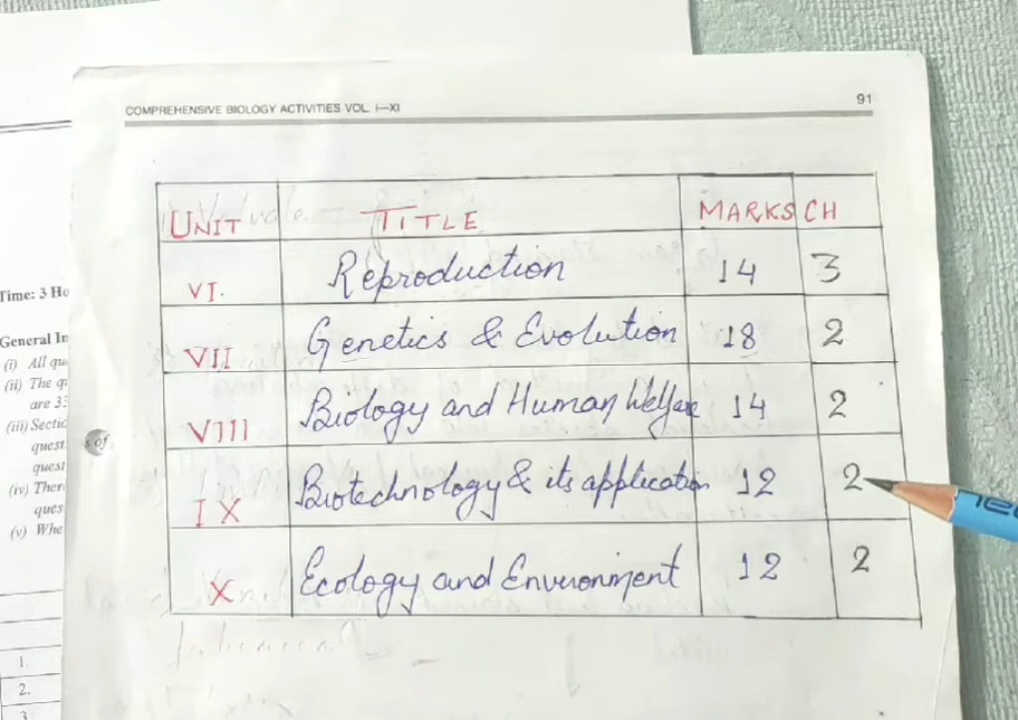 COMPREHENSIVE BIOLOGY ACTIVITIES VOL. I—XI 91
UNIT TITLE MARKS CH
VI. Reproduction 14 3
VII Genetics & Evolution 18 2
VIII Biology and Human Welfare 14 2
IX Biotechnology & its application 12 2
X Ecology and Environment 12 2
Time: 3 Ho
General In
(i) All qu
(ii) The q
are 33
(iii) Sectio
quest
quest
(iv) Ther
ques
(v) Whe
1.
2.
3
s of